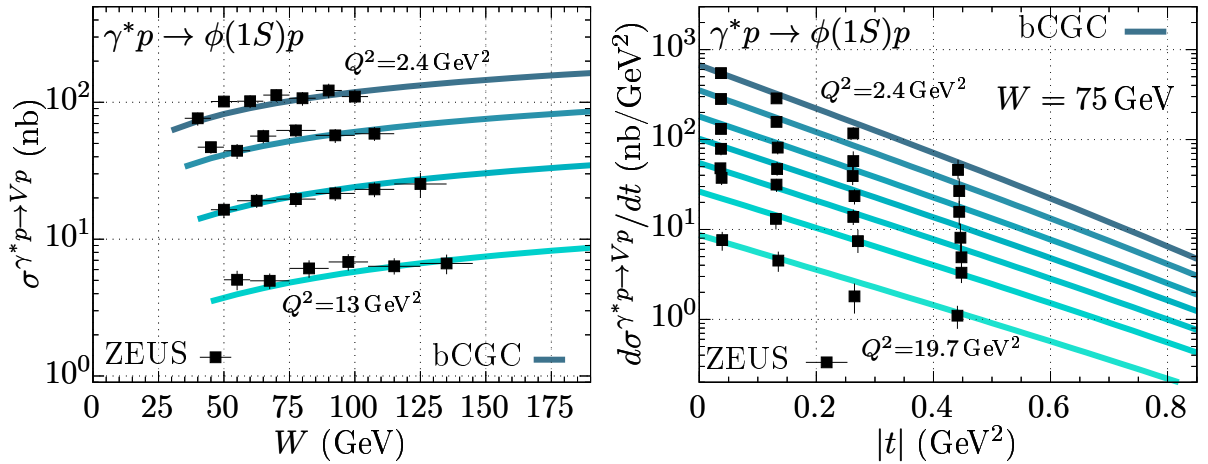 γ*p → ϕ(1S)p
Q²=2.4 GeV²
Q²=13 GeV²
ZEUS
bCGC
σ^γ*p→Vp (nb)
10²
10¹
10⁰
0 25 50 75 100 125 150 175
W (GeV)
γ*p → ϕ(1S)p
bCGC
Q²=2.4 GeV²
W = 75 GeV
ZEUS
Q²=19.7 GeV²
dσ^γ*p→Vp/dt (nb/GeV²)
10³
10²
10¹
10⁰
0 0.2 0.4 0.6 0.8
|t| (GeV²)